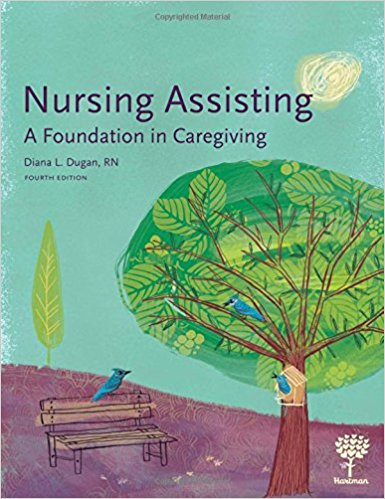 Copyrighted Material
Nursing Assisting
A Foundation in Caregiving
Diana L. Dugan, RN
FOURTH EDITION
Hartman